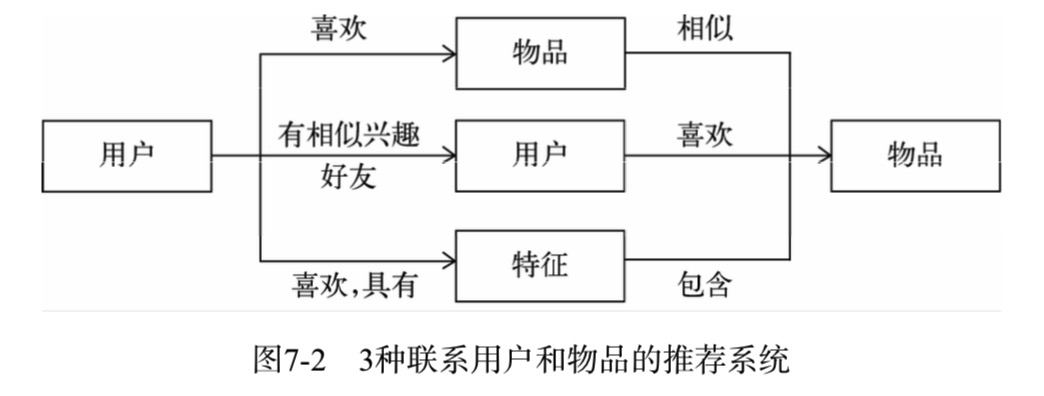 喜欢
物品
相似
用户
有相似兴趣
好友
用户
喜欢
物品
喜欢,具有
特征
包含
图7-2 3种联系用户和物品的推荐系统